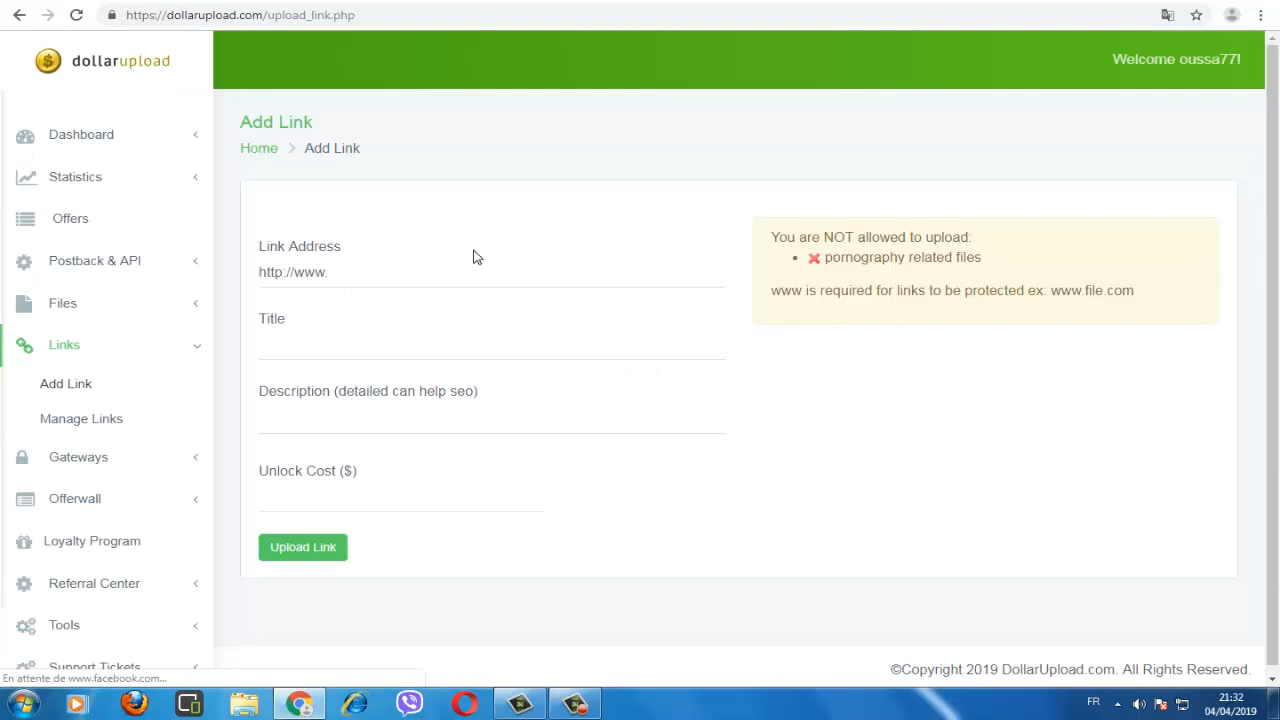 https://dollarupload.com/upload_link.php
dollarupload
Welcome oussa77!
Dashboard
Statistics
Offers
Postback & API
Files
Links
Add Link
Manage Links
Gateways
Offerwall
Loyalty Program
Referral Center
Tools
Support Tickets
Add Link
Home > Add Link
Link Address
http://www.
Title
Description (detailed can help seo)
Unlock Cost ($)
Upload Link
You are NOT allowed to upload:
• ❌ pornography related files
www is required for links to be protected ex: www.file.com
©Copyright 2019 DollarUpload.com. All Rights Reserved.
En attente de www.facebook.com...
FR
21:32
04/04/2019